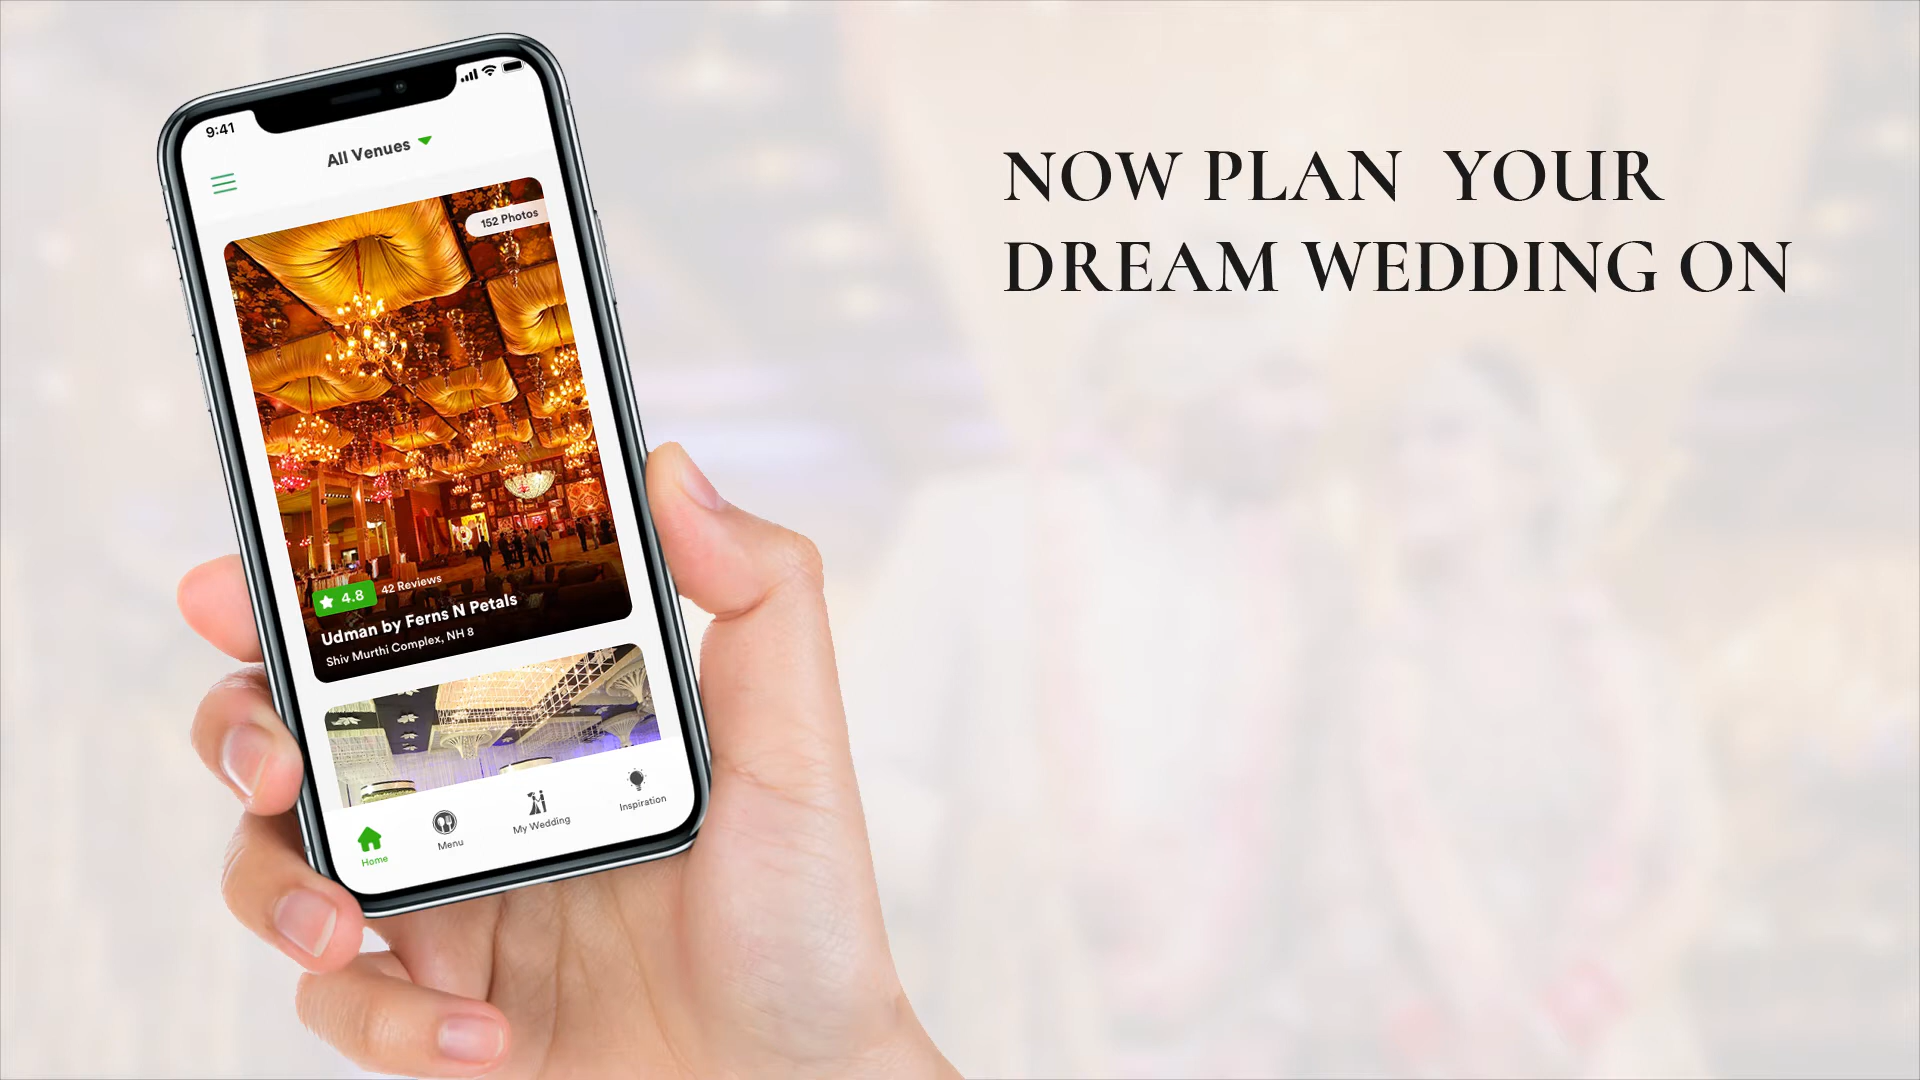 9:41
All Venues
152 Photos
4.8 42 Reviews
Udman by Ferns N Petals
Shiv Murthi Complex, NH 8
Home
Menu
My Wedding
Inspiration
NOW PLAN YOUR
DREAM WEDDING ON